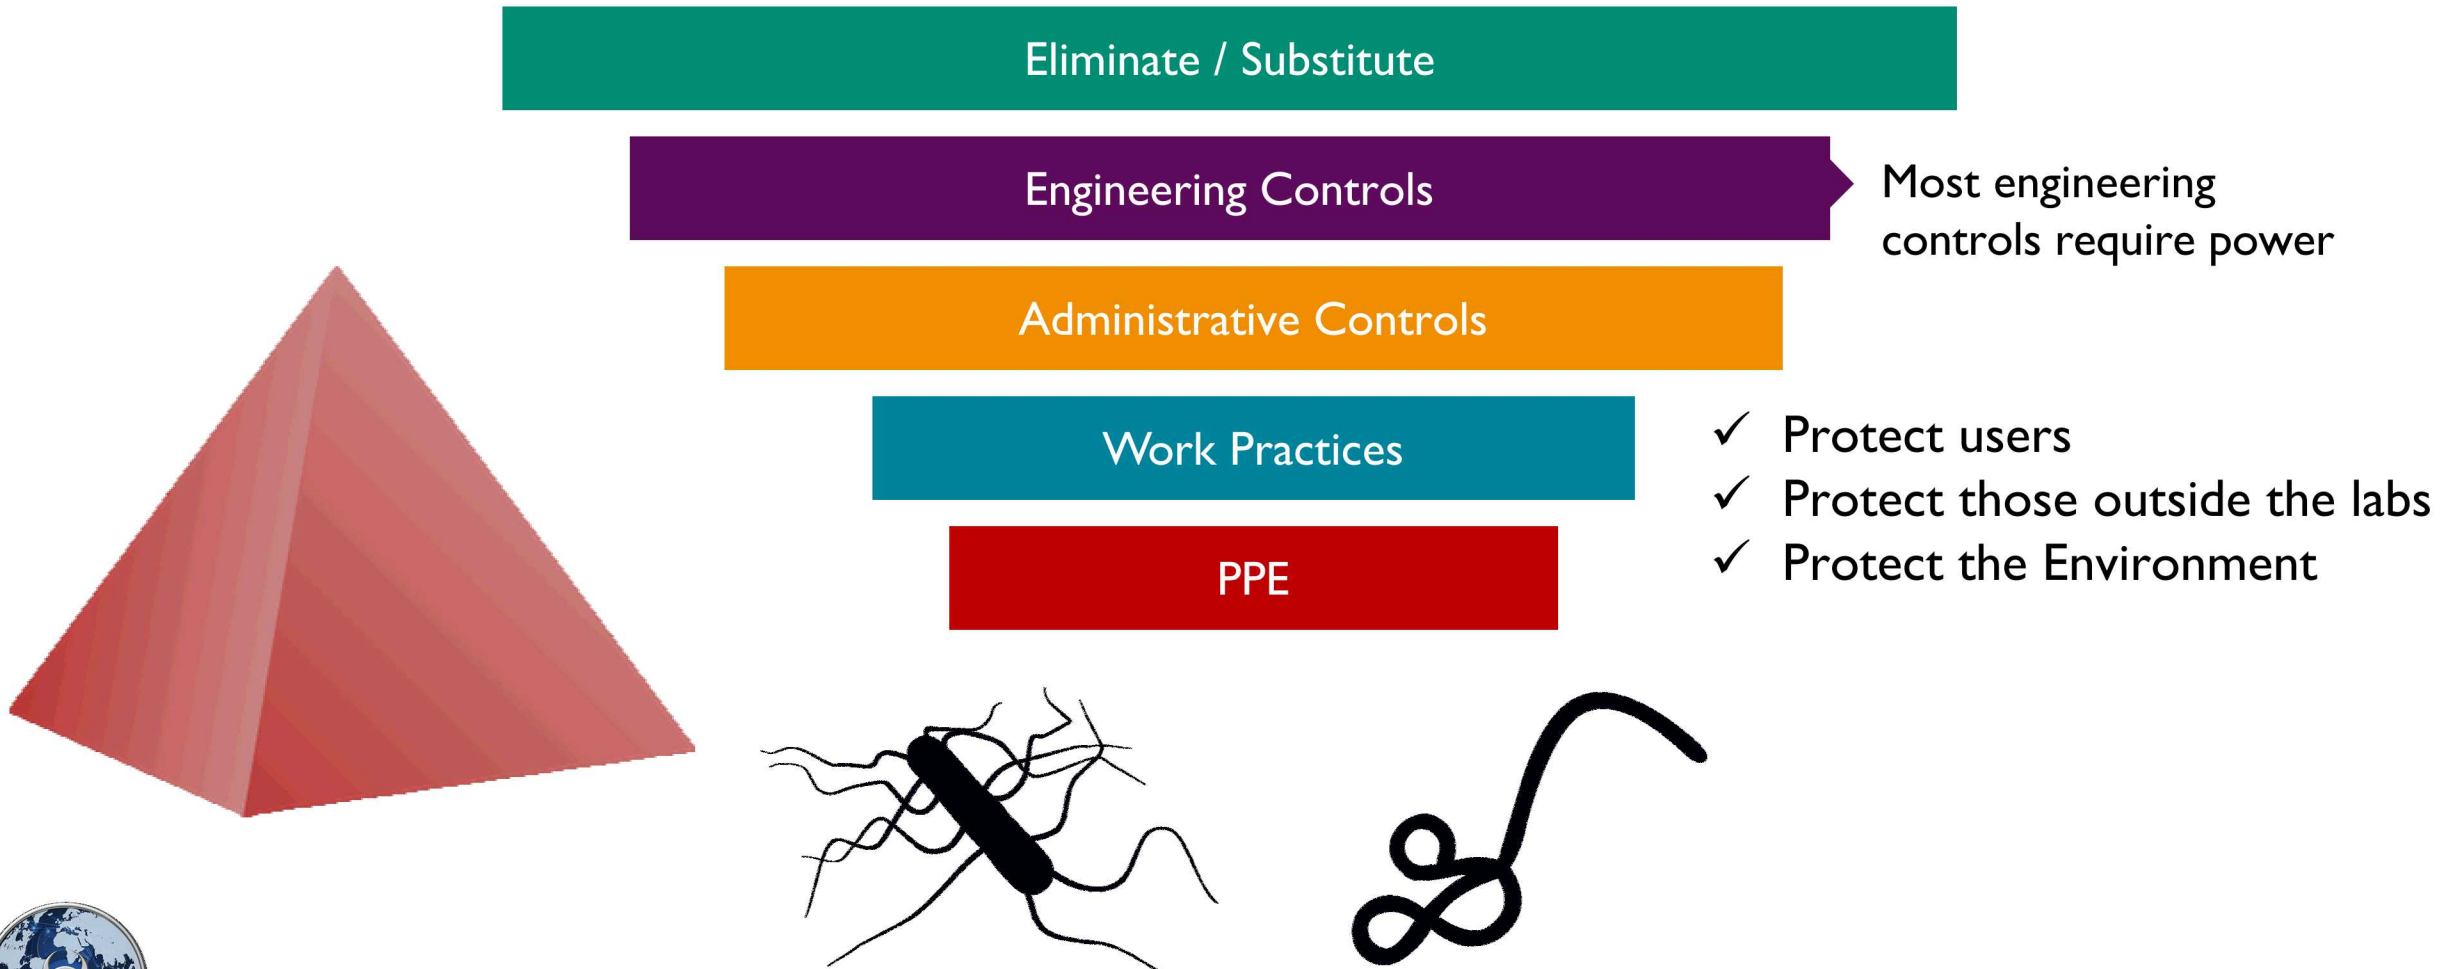 Eliminate / Substitute
Engineering Controls
Most engineering
controls require power
Administrative Controls
Work Practices
PPE
✓ Protect users
✓ Protect those outside the labs
✓ Protect the Environment